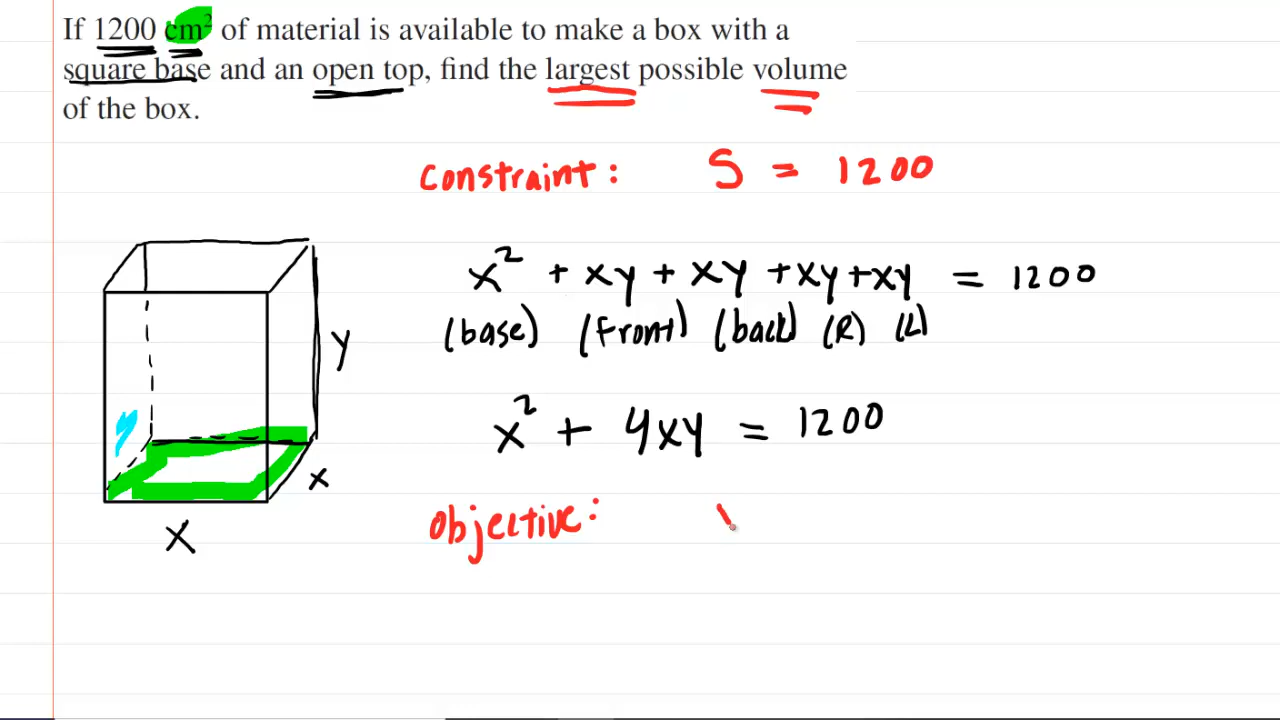 If 1200 cm² of material is available to make a box with a
square base and an open top, find the largest possible volume
of the box.
Constraint: S = 1200
x² + xy + xy + xy + xy = 1200
(base) (front) (back) (R) (L)
y
x² + 4xy = 1200
x
Objective:
x